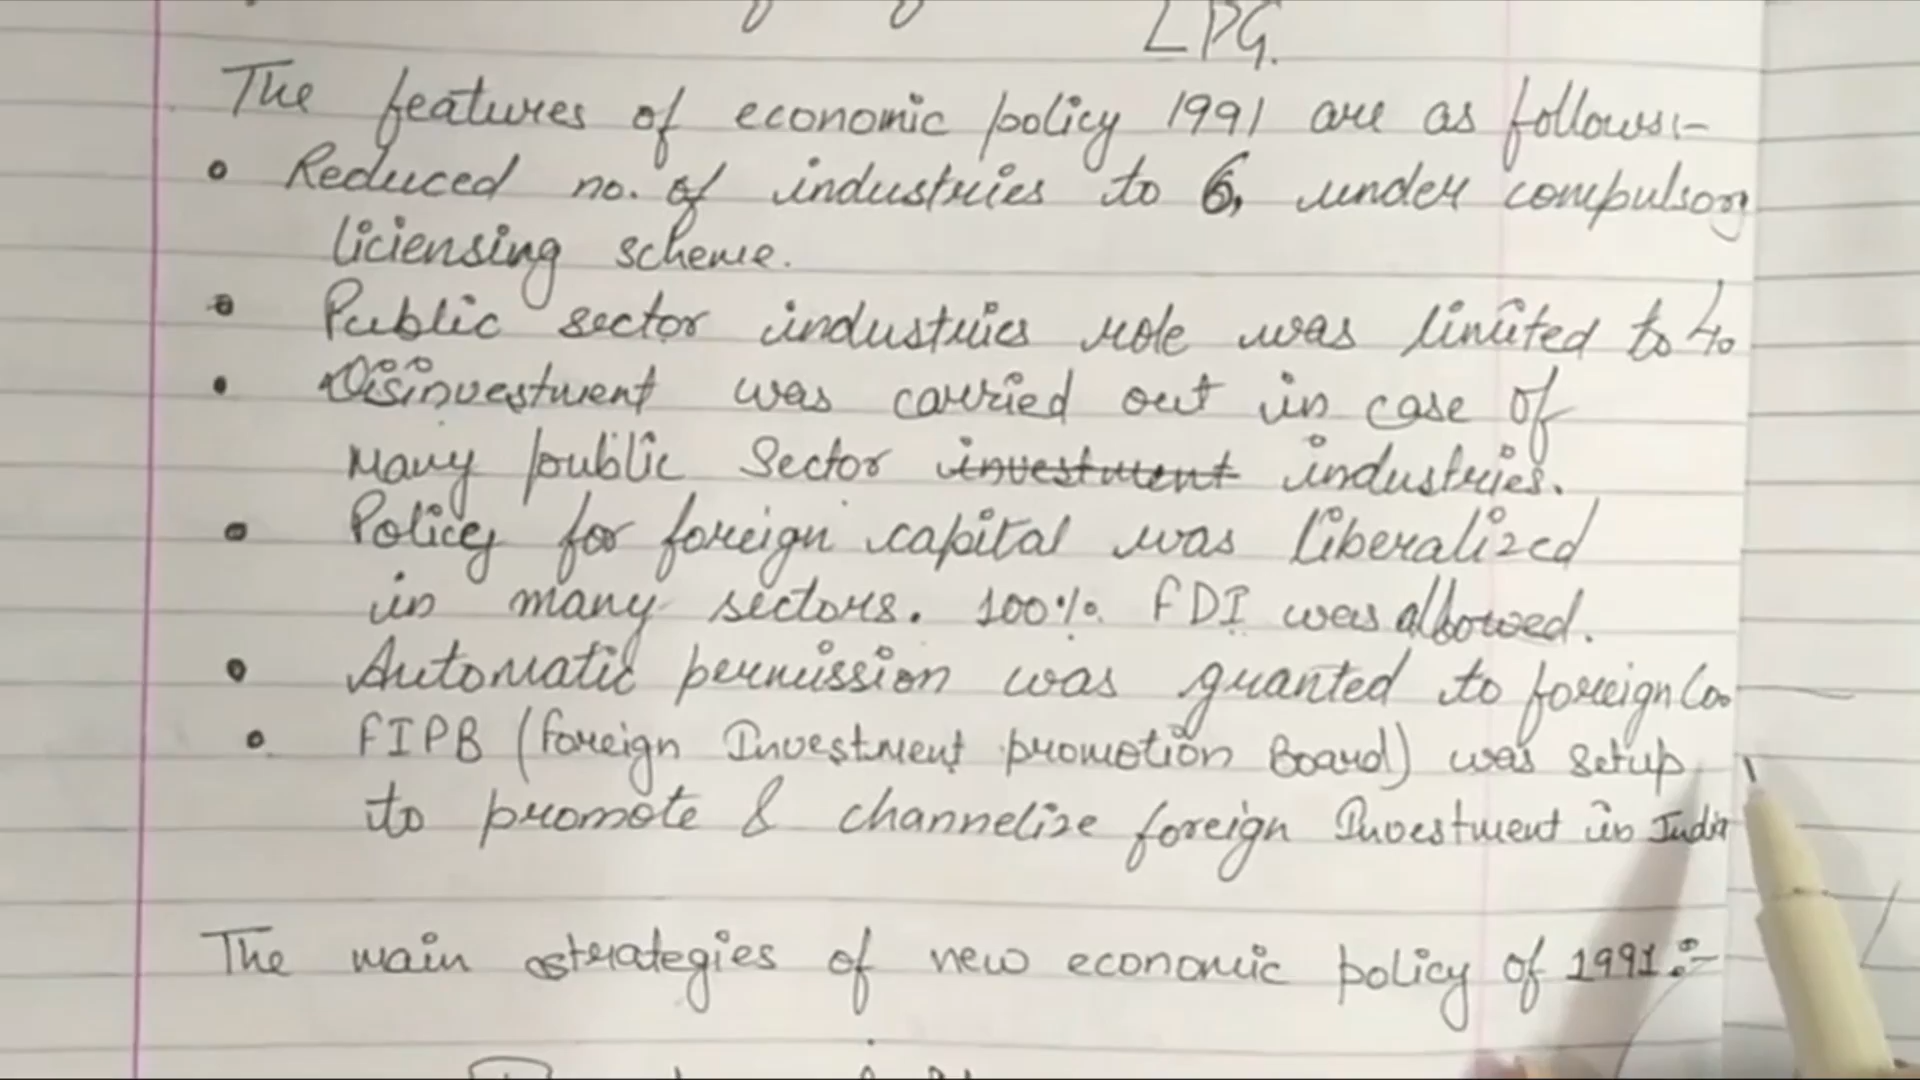 LPG.
The features of economic policy 1991 are as follows:-
• Reduced no. of industries to 6, under compulsory
liciensing scheme.
• Public sector industries role was limited to 4.
• Disinvestment was carried out in case of
many public sector investment industries.
• Policy for foreign capital was liberalized
in many sectors. 100% FDI was allowed.
• Automatic permission was granted to foreign Co.
• FIPB (foreign Investment promotion Board) was setup
to promote & channelize foreign Investment in India
The main strategies of new economic policy of 1991:-